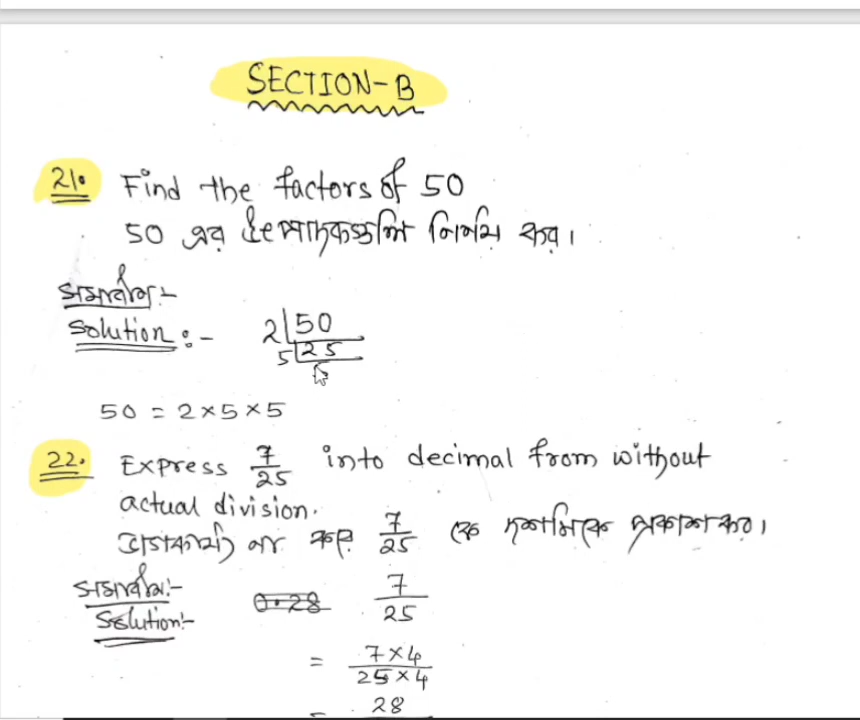 SECTION-B
21. Find the factors of 50
50 এর উৎপাদকগুলি নির্ণয় কর।
সমাধান:-
Solution:-
2|50
5|25
5
50 = 2×5×5
22. Express 7/25 into decimal from without
actual division.
না করে 7/25 কে দশমিকে প্রকাশ কর।
সমাধান:-
Solution:-
0.28 7/25
= 7×4/25×4
= 28